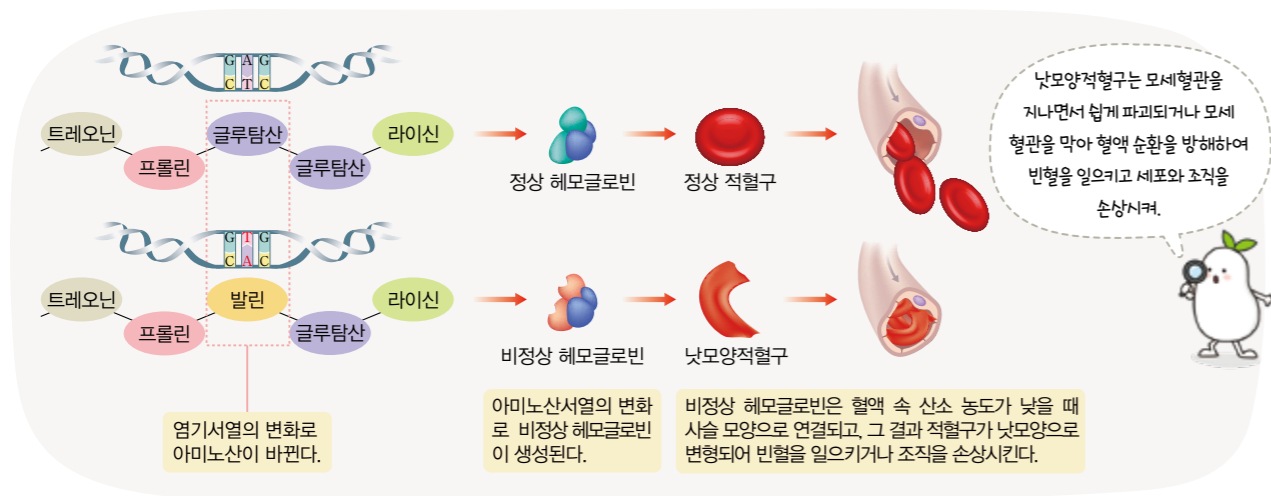 G A G
C T C
트레오닌
프롤린
글루탐산
글루탐산
라이신
정상 헤모글로빈
정상 적혈구
낫모양적혈구는 모세혈관을
지나면서 쉽게 파괴되거나 모세
혈관을 막아 혈액 순환을 방해하여
빈혈을 일으키고 세포와 조직을
손상시켜.
G T G
C A C
트레오닌
프롤린
발린
글루탐산
라이신
비정상 헤모글로빈
낫모양적혈구
염기서열의 변화로
아미노산이 바뀐다.
아미노산서열의 변화
로 비정상 헤모글로빈
이 생성된다.
비정상 헤모글로빈은 혈액 속 산소 농도가 낮을 때
사슬 모양으로 연결되고, 그 결과 적혈구가 낫모양으로
변형되어 빈혈을 일으키거나 조직을 손상시킨다.